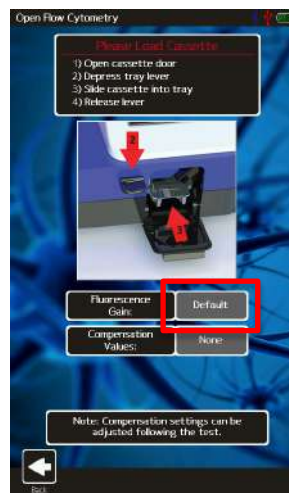 Open Flow Cytometry
Please Load Cassette
1) Open cassette door
2) Depress tray lever
3) Slide cassette into tray
4) Release lever
2
3
Fluorescence
Gain:
Default
Compensation
Values:
None
Note: Compensation settings can be
adjusted following the test.
Back